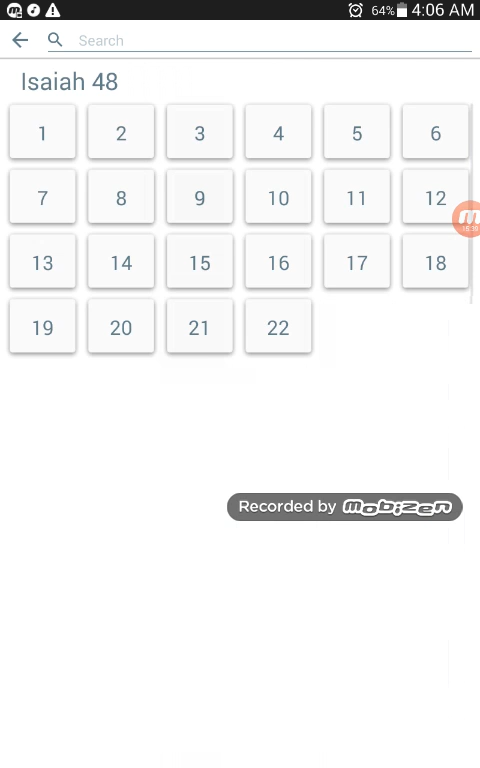 64% 4:06 AM
Search
Isaiah 48
1 2 3 4 5 6
7 8 9 10 11 12
13 14 15 16 17 18
19 20 21 22
Recorded by mobizen